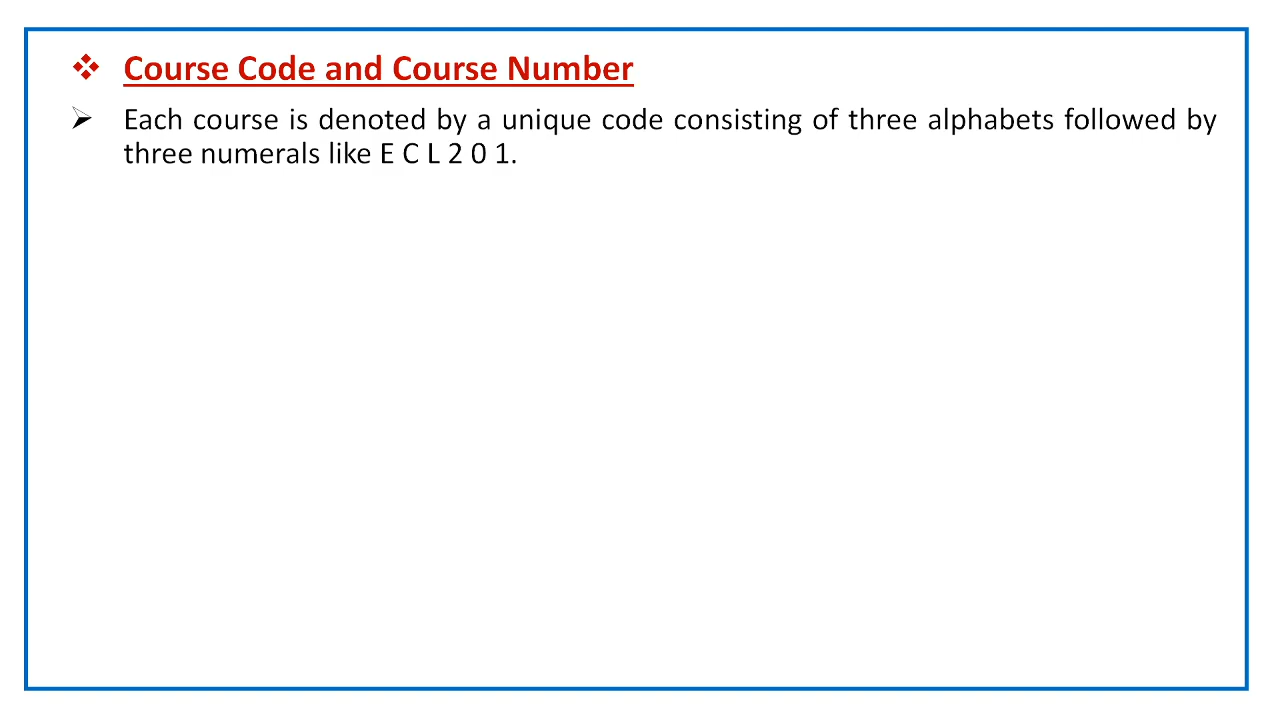 Course Code and Course Number
Each course is denoted by a unique code consisting of three alphabets followed by
three numerals like E C L 2 0 1.